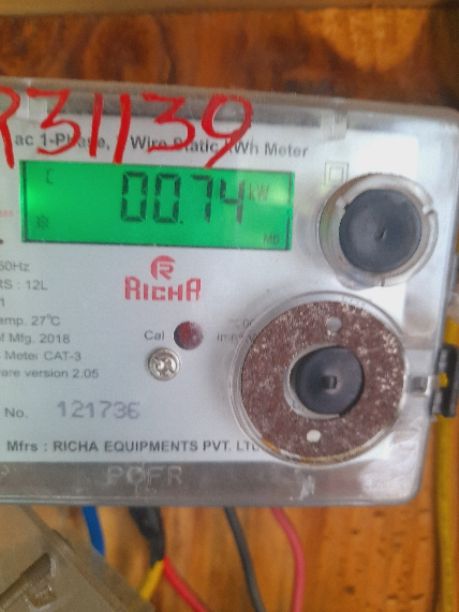 R31139
ac 1-Phase, Wire Static kWh Meter
00.74 kW
MD
50Hz
RS : 12L
RICHA
amp. 27°C
Cal
of Mfg. 2018
Meter CAT-3
are version 2.05
No. 121736
Mfrs : RICHA EQUIPMENTS PVT. LTD